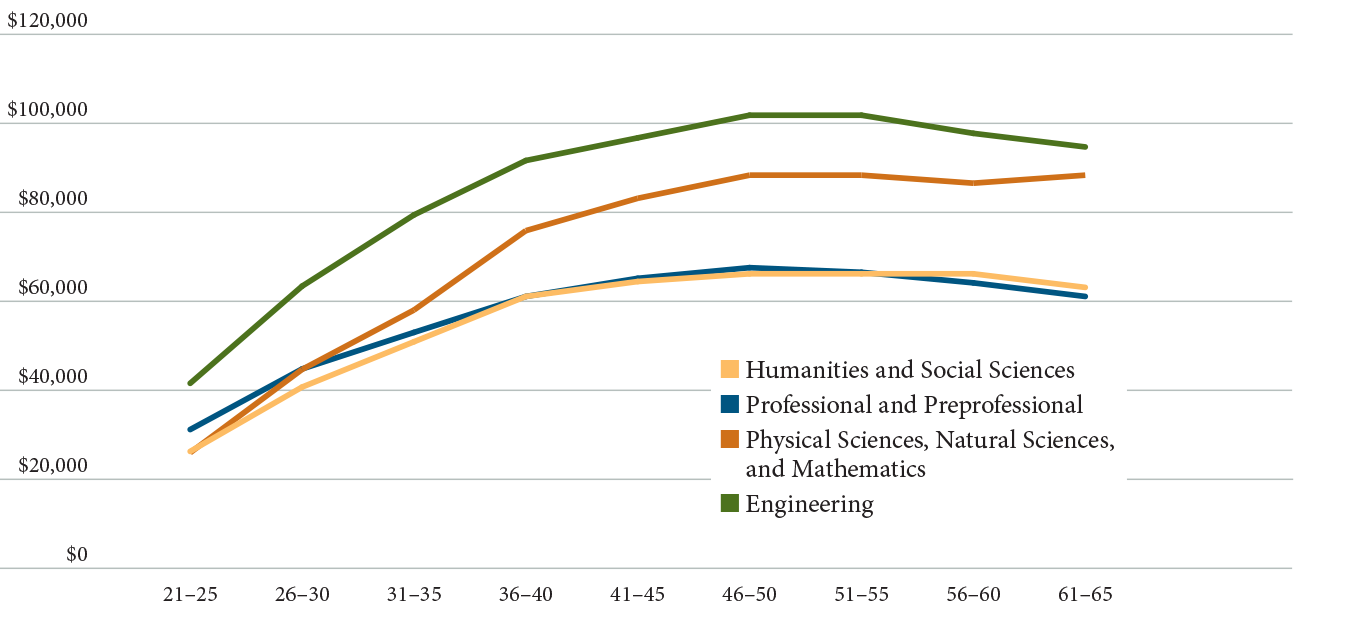 $120,000
$100,000
$80,000
$60,000
$40,000
$20,000
$0
Humanities and Social Sciences
Professional and Preprofessional
Physical Sciences, Natural Sciences,
and Mathematics
Engineering
21–25 26–30 31–35 36–40 41–45 46–50 51–55 56–60 61–65